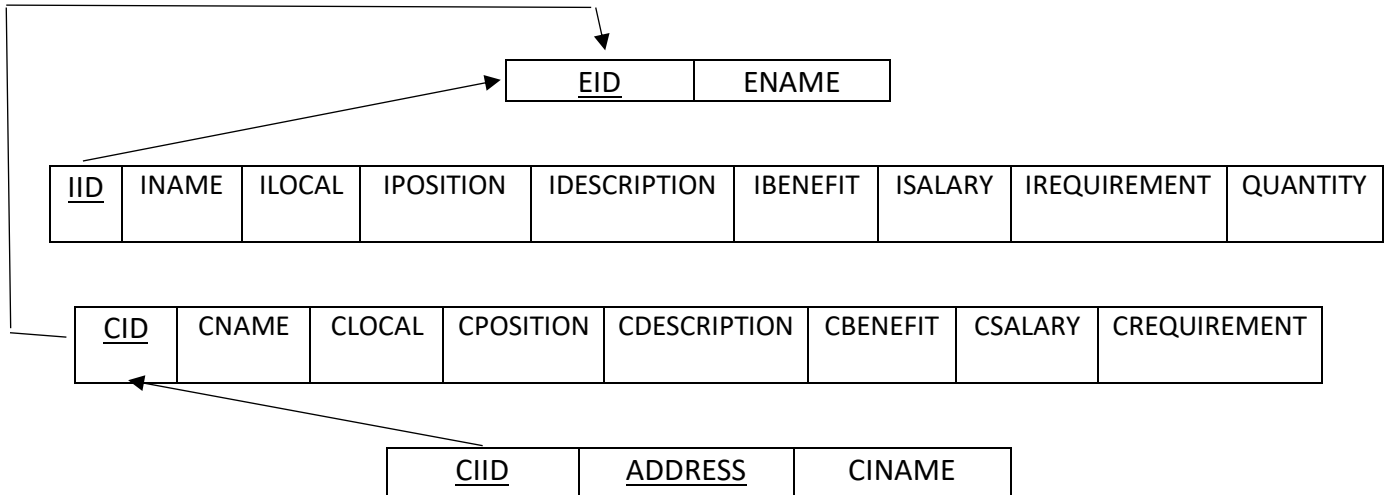 EID ENAME
IID INAME ILOCAL IPOSITION IDESCRIPTION IBENEFIT ISALARY IREQUIREMENT QUANTITY
CID CNAME CLOCAL CPOSITION CDESCRIPTION CBENEFIT CSALARY CREQUIREMENT
CIID ADDRESS CINAME